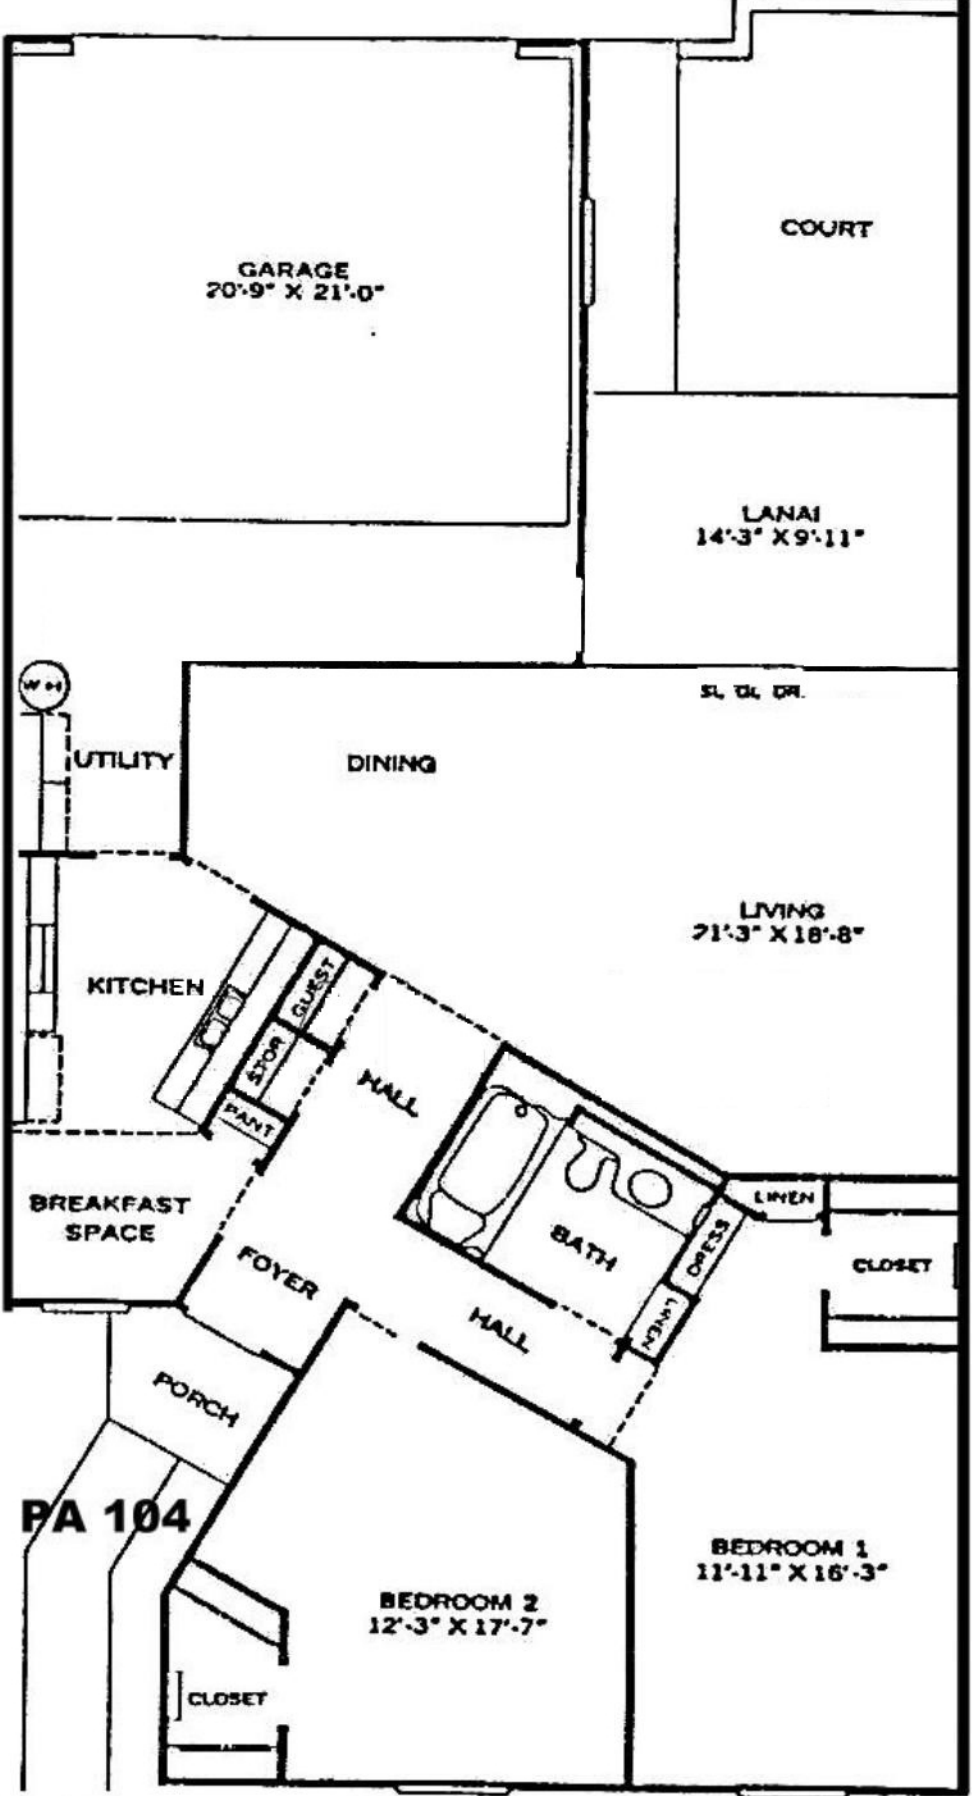 COURT
GARAGE
20'-9" X 21'-0"
LANAI
14'-3" X 9'-11"
WH
SL. GL. DR.
UTILITY
DINING
LIVING
21'-3" X 18'-8"
KITCHEN
GUEST
STOR
HALL
PANT
BREAKFAST
SPACE
LINEN
DRESS
BATH
CLOSET
FOYER
HALL
LINEN
PORCH
PA 104
BEDROOM 1
11'-11" X 16'-3"
BEDROOM 2
12'-3" X 17'-7"
CLOSET